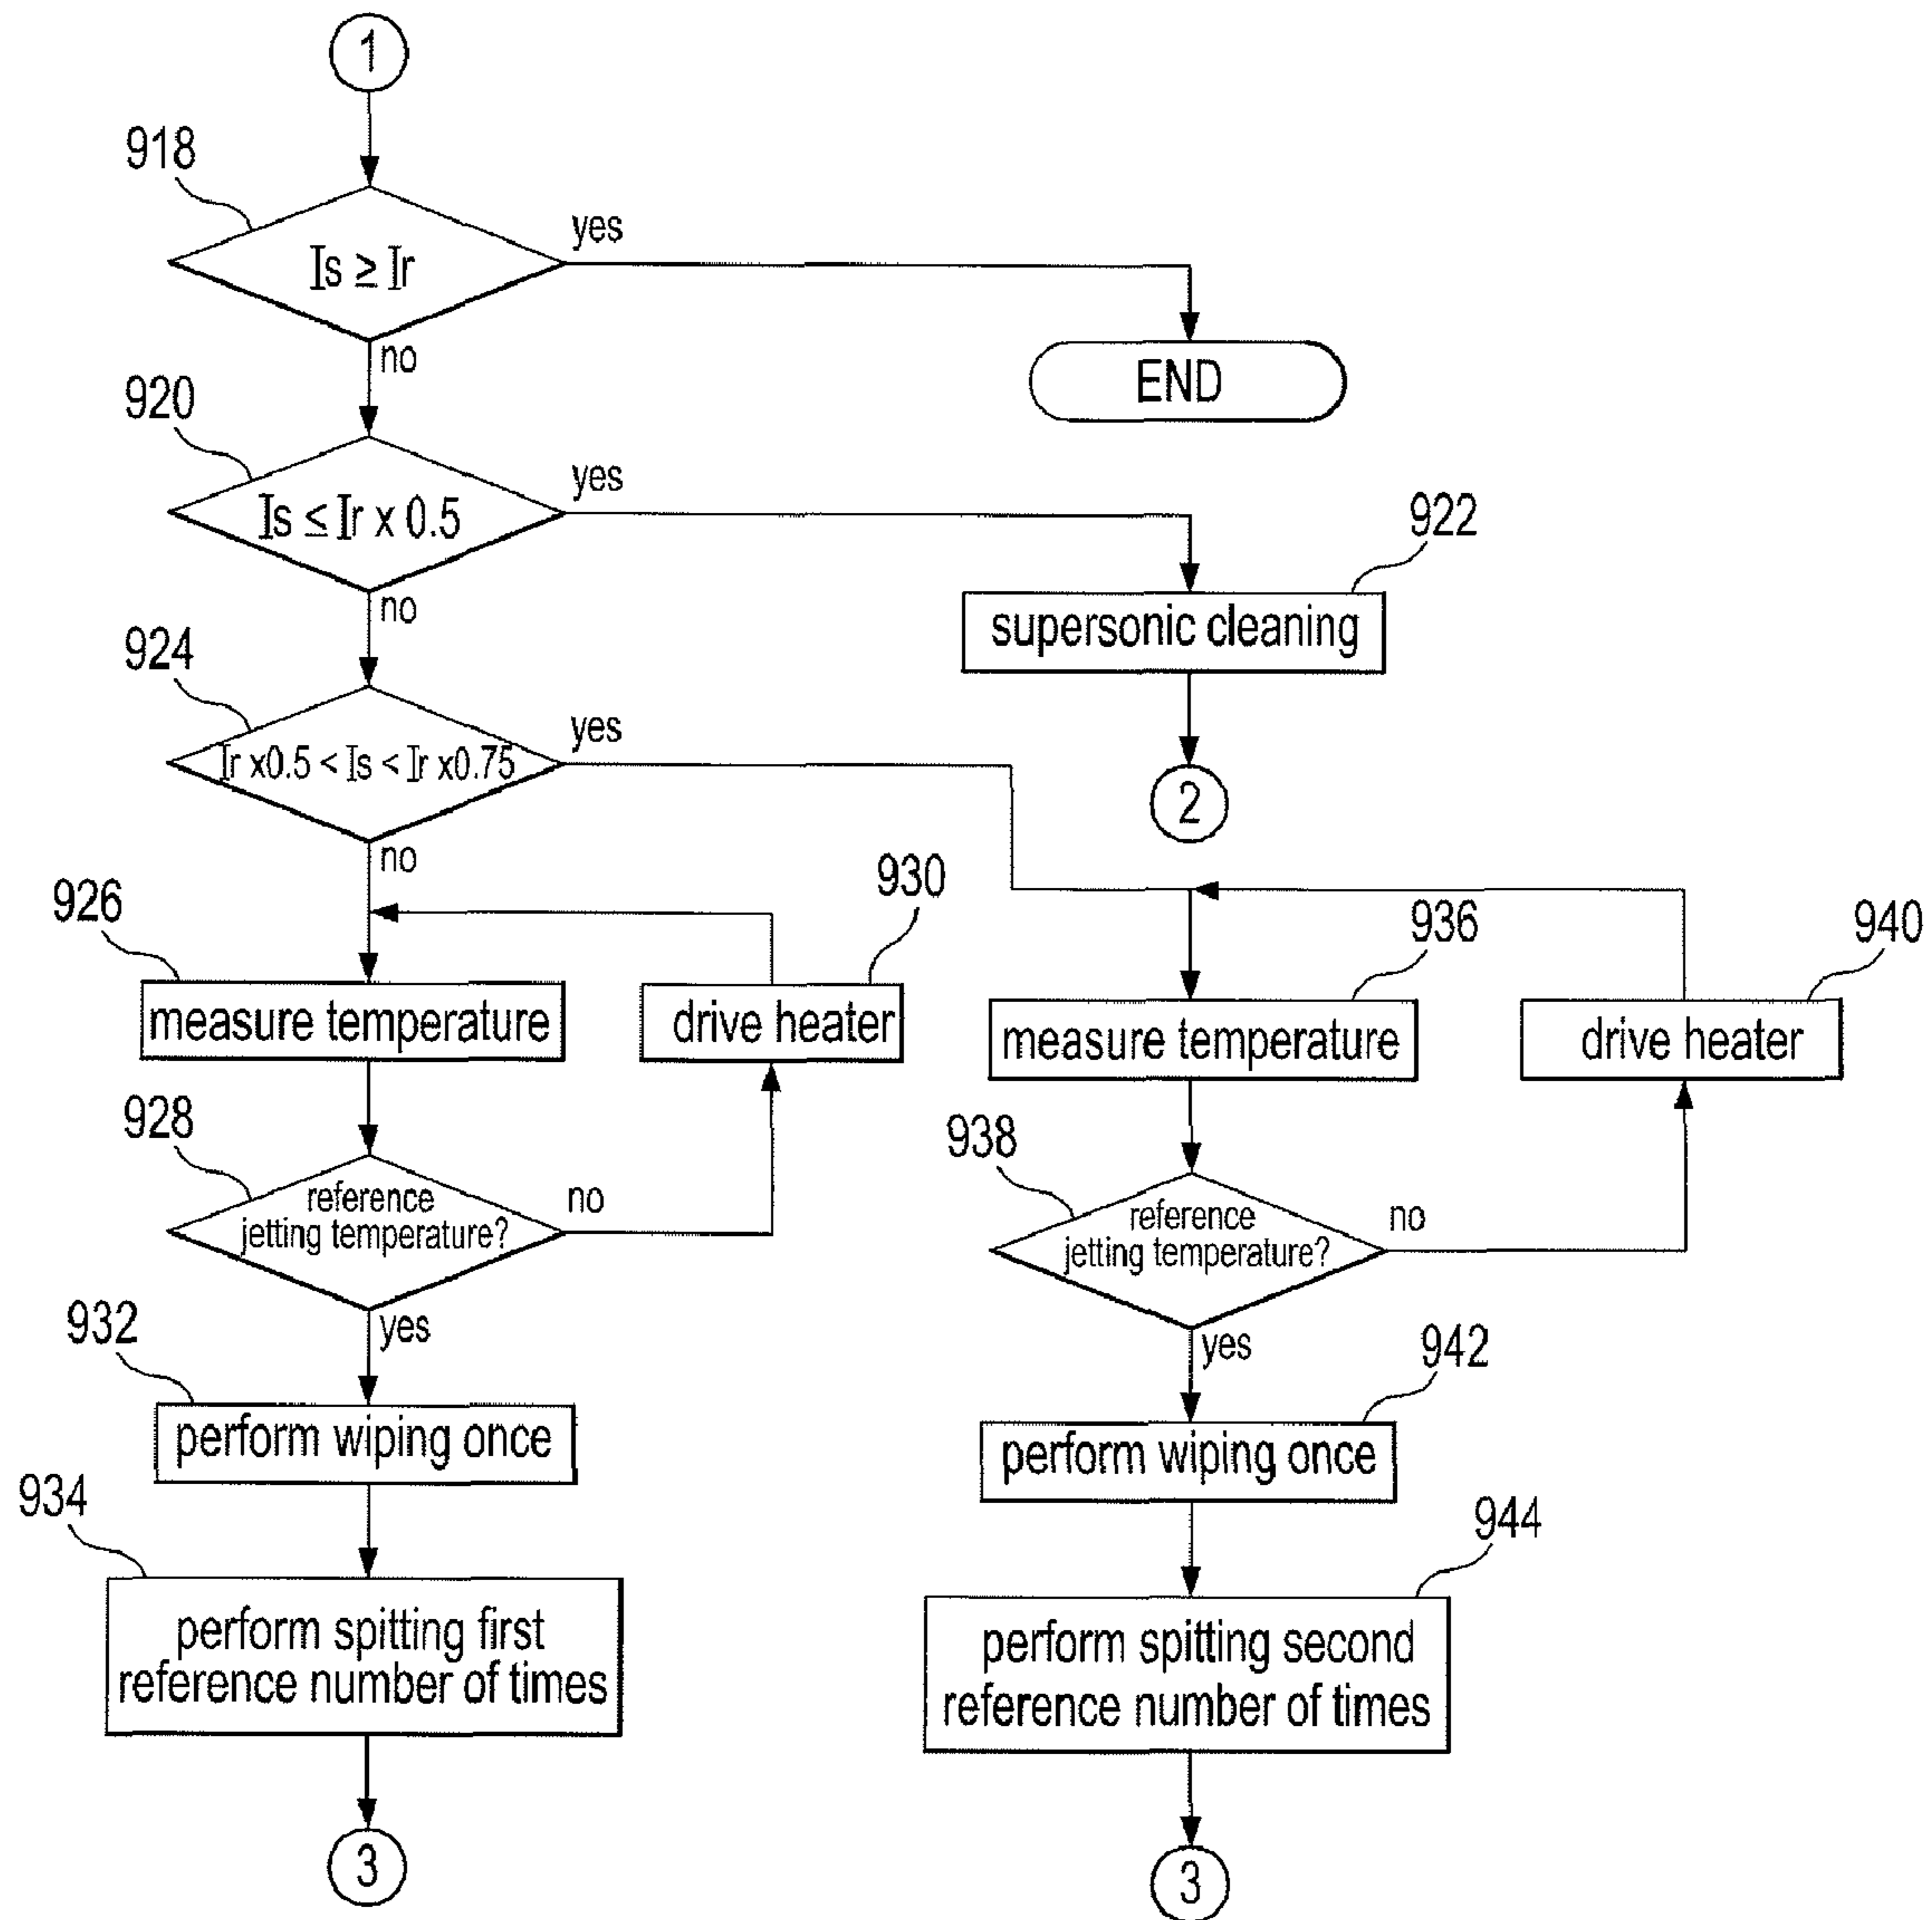 1
918
Is ≥ Ir
yes
END
no
920
Is ≤ Ir x 0.5
yes
922
supersonic cleaning
2
no
924
Ir x0.5 < Is < Ir x0.75
yes
no
926
measure temperature
930
drive heater
928
reference
jetting temperature?
no
yes
932
perform wiping once
934
perform spitting first
reference number of times
3
936
measure temperature
940
drive heater
938
reference
jetting temperature?
no
yes
942
perform wiping once
944
perform spitting second
reference number of times
3